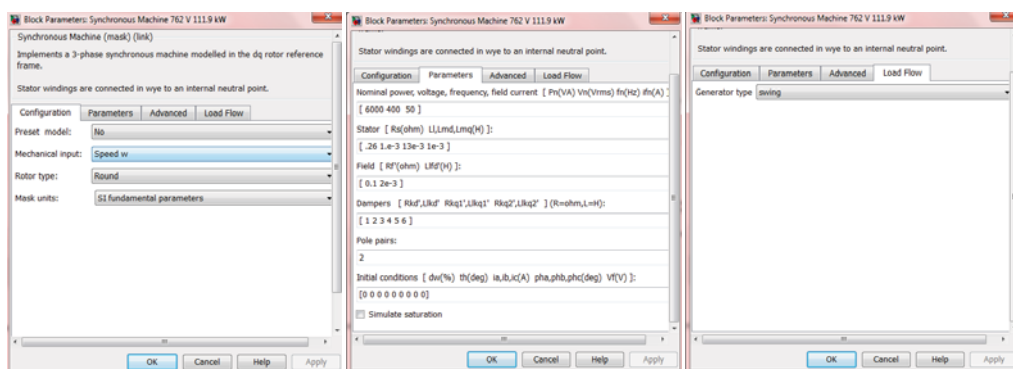 Block Parameters: Synchronous Machine 762 V 111.9 kW
Synchronous Machine (mask) (link)
Implements a 3-phase synchronous machine modelled in the dq rotor reference
frame.
Stator windings are connected in wye to an internal neutral point.
Configuration Parameters Advanced Load Flow
Preset model: No
Mechanical input: Speed w
Rotor type: Round
Mask units: SI fundamental parameters
OK Cancel Help Apply
Block Parameters: Synchronous Machine 762 V 111.9 kW
Stator windings are connected in wye to an internal neutral point.
Configuration Parameters Advanced Load Flow
Nominal power, voltage, frequency, field current [ Pn(VA) Vn(Vrms) fn(Hz) ifn(A) ]
[ 6000 400 50 ]
Stator [ Rs(ohm) Ll,Lmd,Lmq(H) ]:
[ .26 1.e-3 13e-3 1e-3 ]
Field [ Rf'(ohm) Llfd'(H) ]:
[ 0.1 2e-3 ]
Dampers [ Rkd',Llkd' Rkq1',Llkq1' Rkq2',Llkq2' ] (R=ohm,L=H):
[ 1 2 3 4 5 6 ]
Pole pairs:
2
Initial conditions [ dw(%) th(deg) ia,ib,ic(A) pha,phb,phc(deg) Vf(V) ]:
[0 0 0 0 0 0 0 0 0]
Simulate saturation
OK Cancel Help Apply
Block Parameters: Synchronous Machine 762 V 111.9 kW
Stator windings are connected in wye to an internal neutral point.
Configuration Parameters Advanced Load Flow
Generator type swing
OK Cancel Help Apply